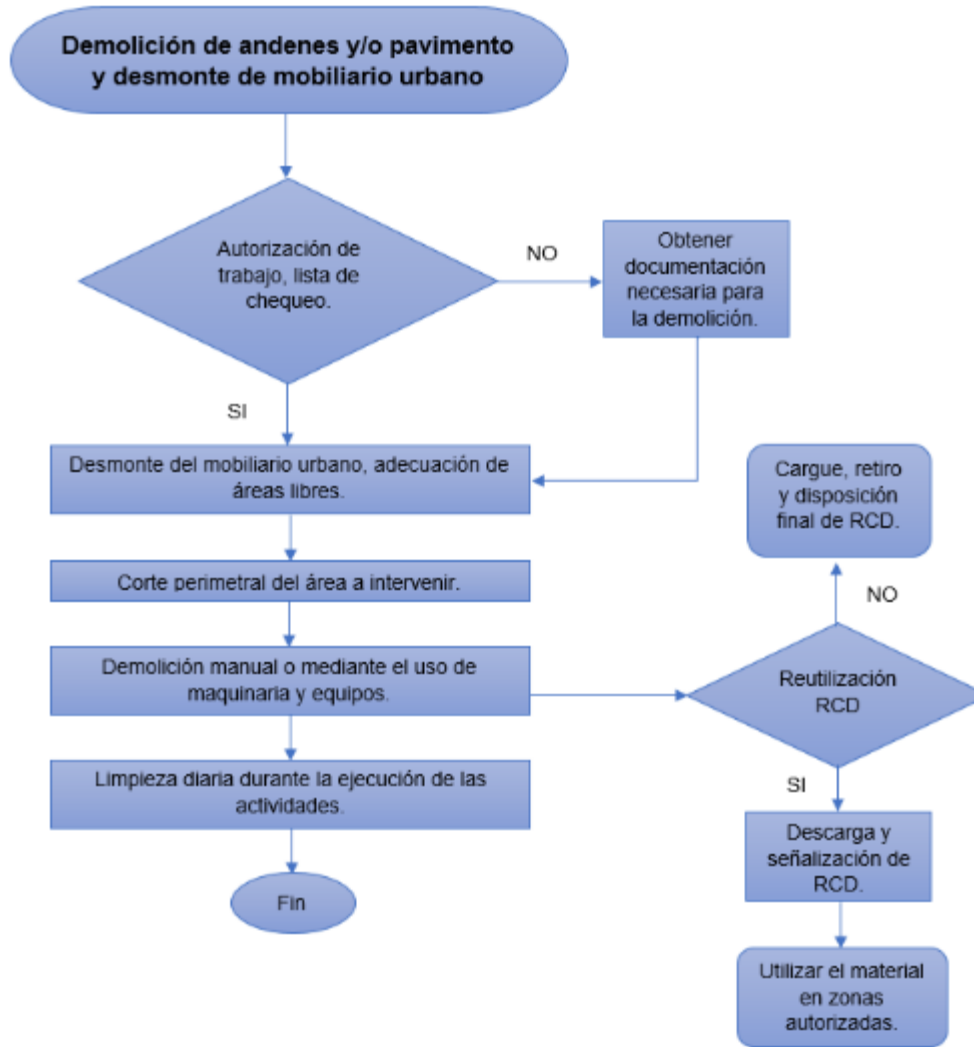 Demolición de andenes y/o pavimento
y desmonte de mobiliario urbano
Autorización de
trabajo, lista de
chequeo.
NO
Obtener
documentación
necesaria para
la demolición.
SI
Desmonte del mobiliario urbano, adecuación de
áreas libres.
Corte perimetral del área a intervenir.
Demolición manual o mediante el uso de
maquinaria y equipos.
Limpieza diaria durante la ejecución de las
actividades.
Fin
Cargue, retiro
y disposición
final de RCD.
NO
Reutilización
RCD
SI
Descarga y
señalización de
RCD.
Utilizar el material
en zonas
autorizadas.